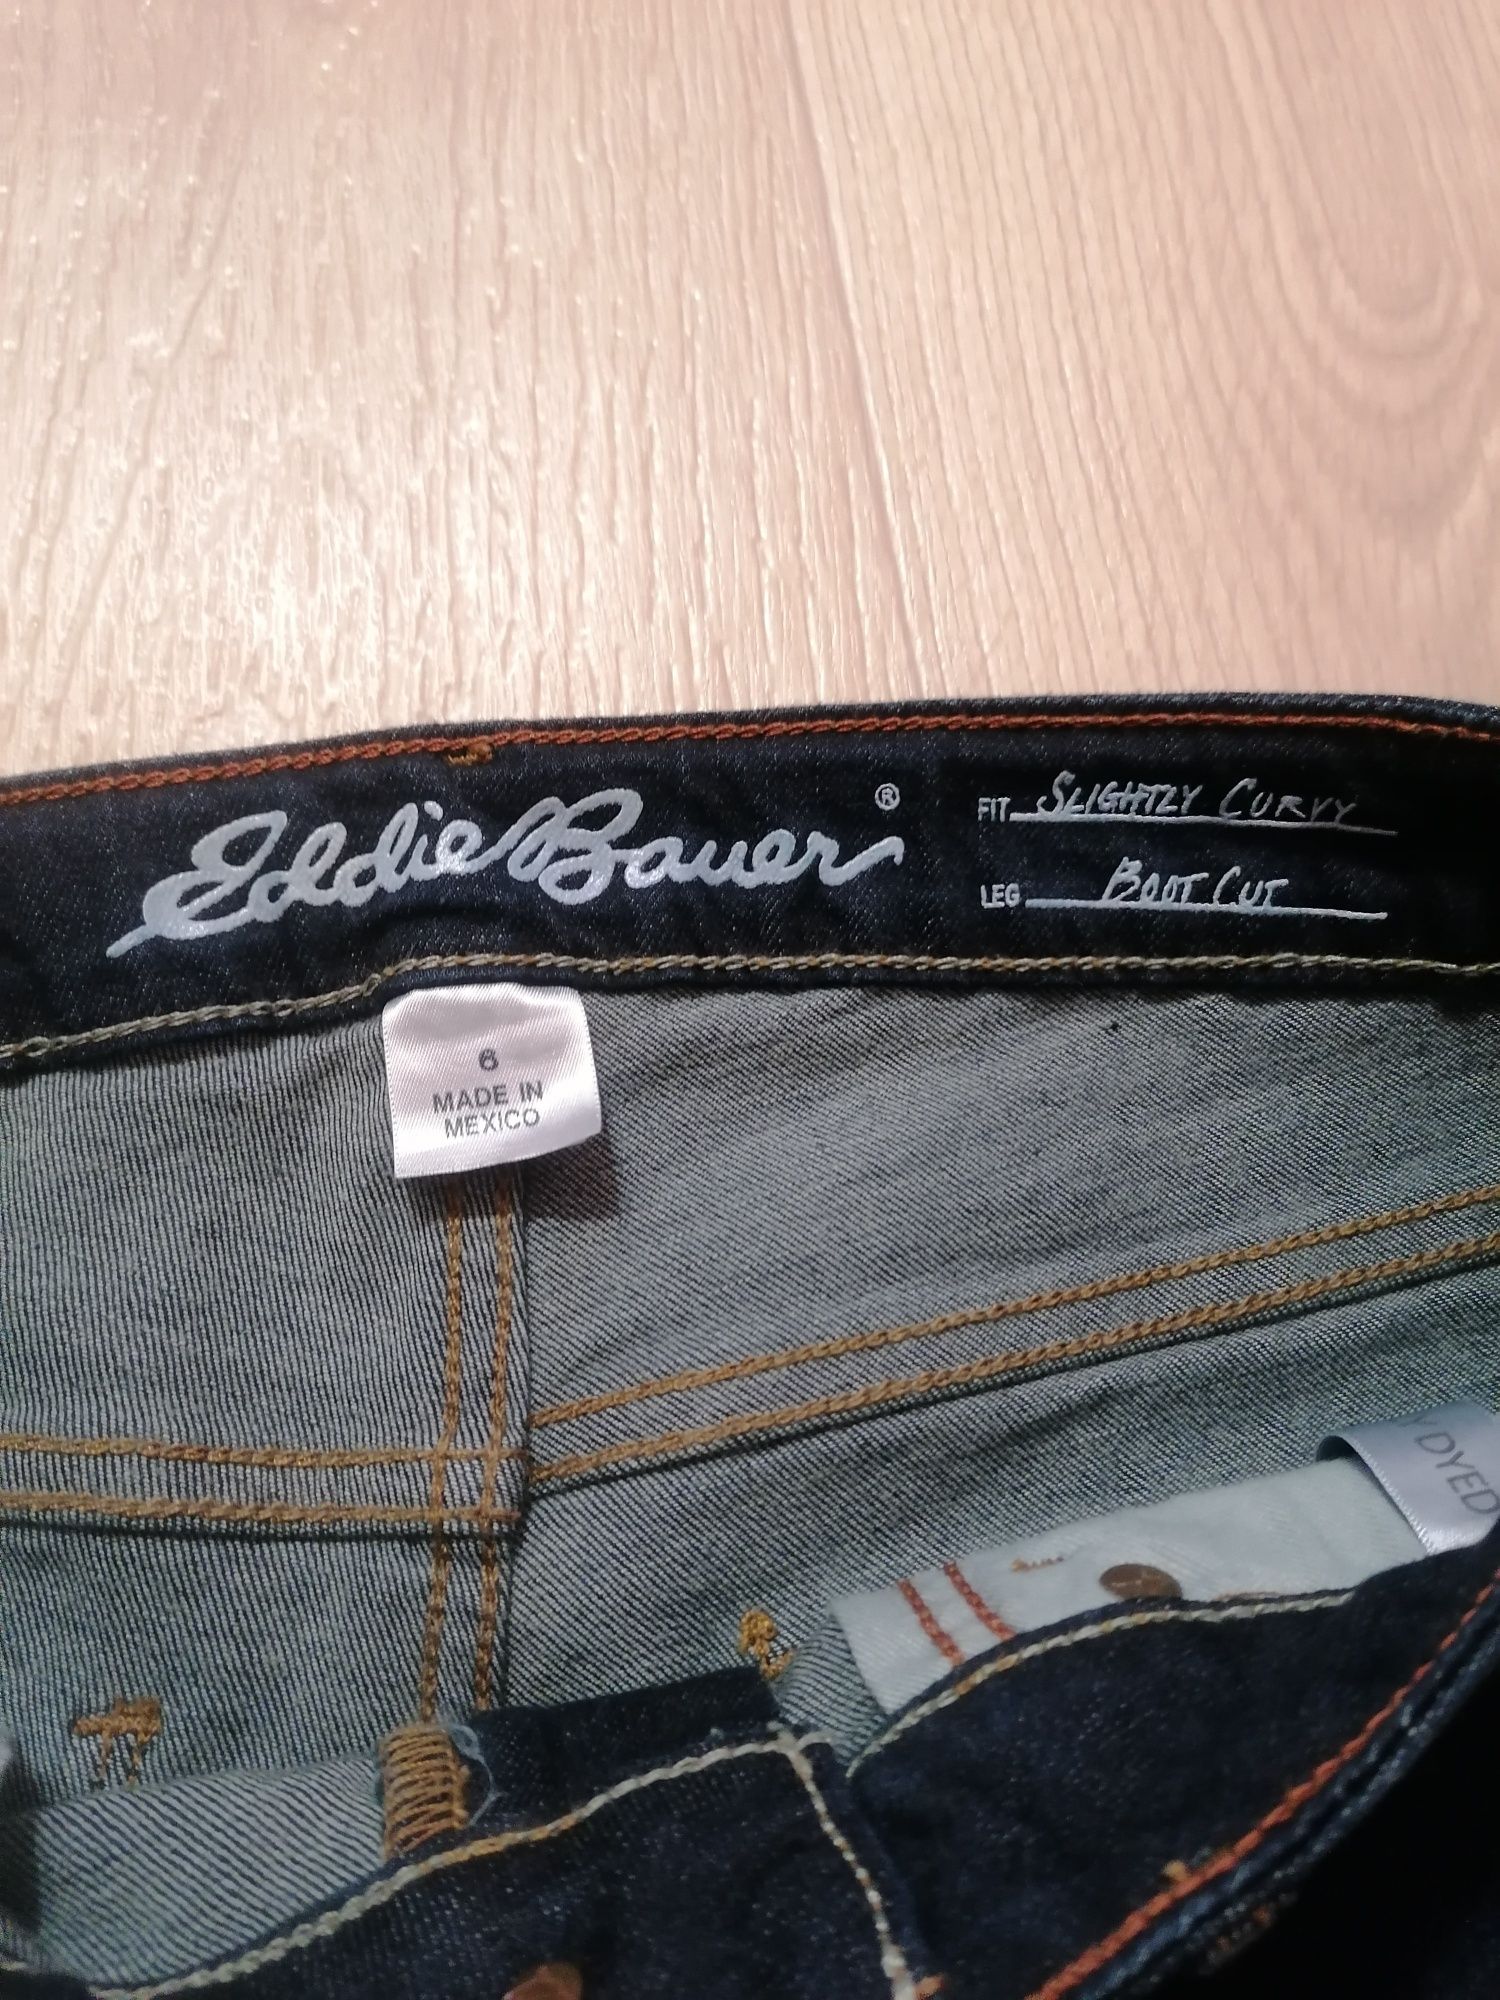 Eddie Bauer ®
FIT SLIGHTLY CURVY
LEG BOOT CUT
6
MADE IN
MEXICO
Y DYED